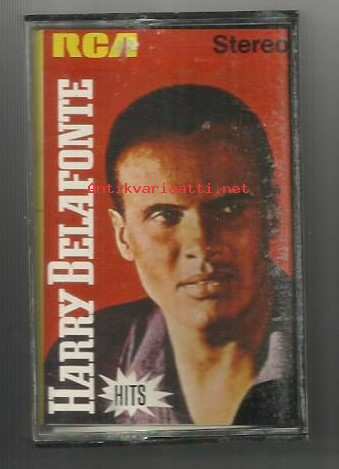 RCA
Stereo
HARRY BELAFONTE
HITS
Antikvariaatti.net